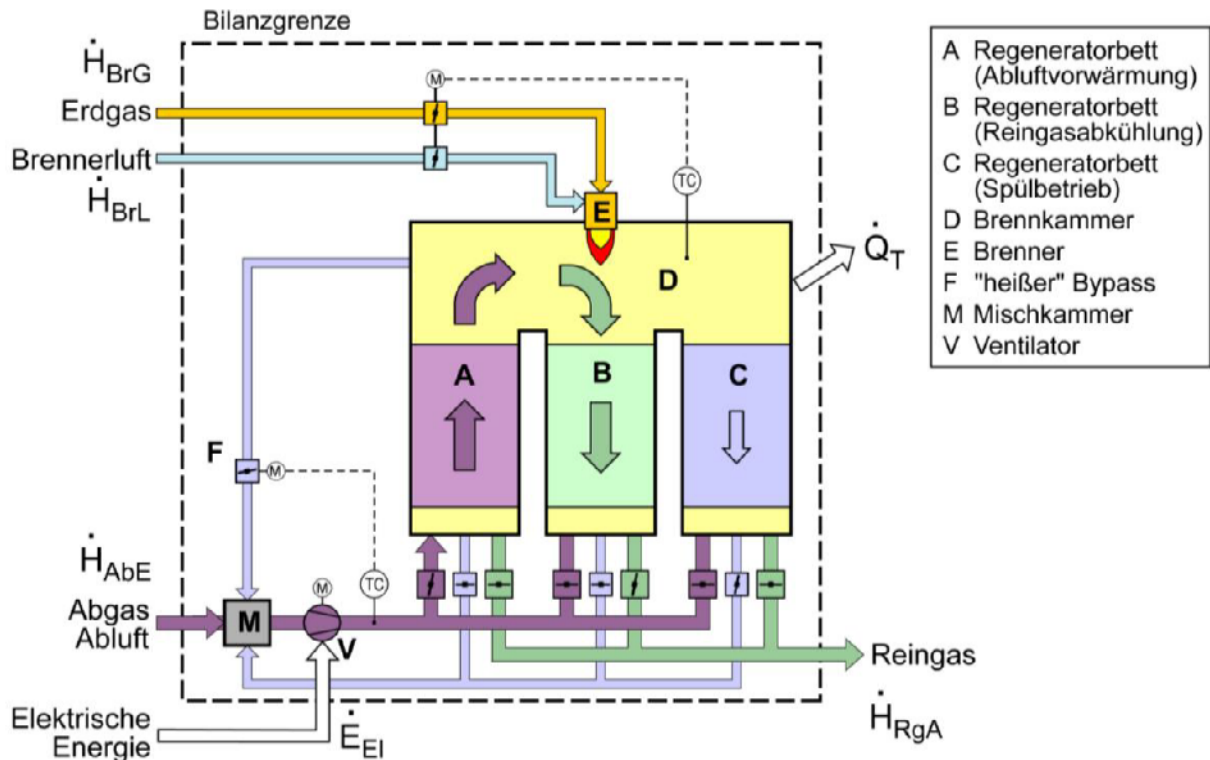 Bilanzgrenze
Ḣ_BrG
Erdgas
M
Brennerluft
Ḣ_BrL
TC
E
D
Q̇_T
A
B
C
F
M
Ḣ_AbE
Abgas
Abluft
M
M
TC
V
Reingas
Ḣ_RgA
Elektrische
Energie
Ė_El
A Regeneratorbett
(Abluftvorwärmung)
B Regeneratorbett
(Reingasabkühlung)
C Regeneratorbett
(Spülbetrieb)
D Brennkammer
E Brenner
F "heißer" Bypass
M Mischkammer
V Ventilator